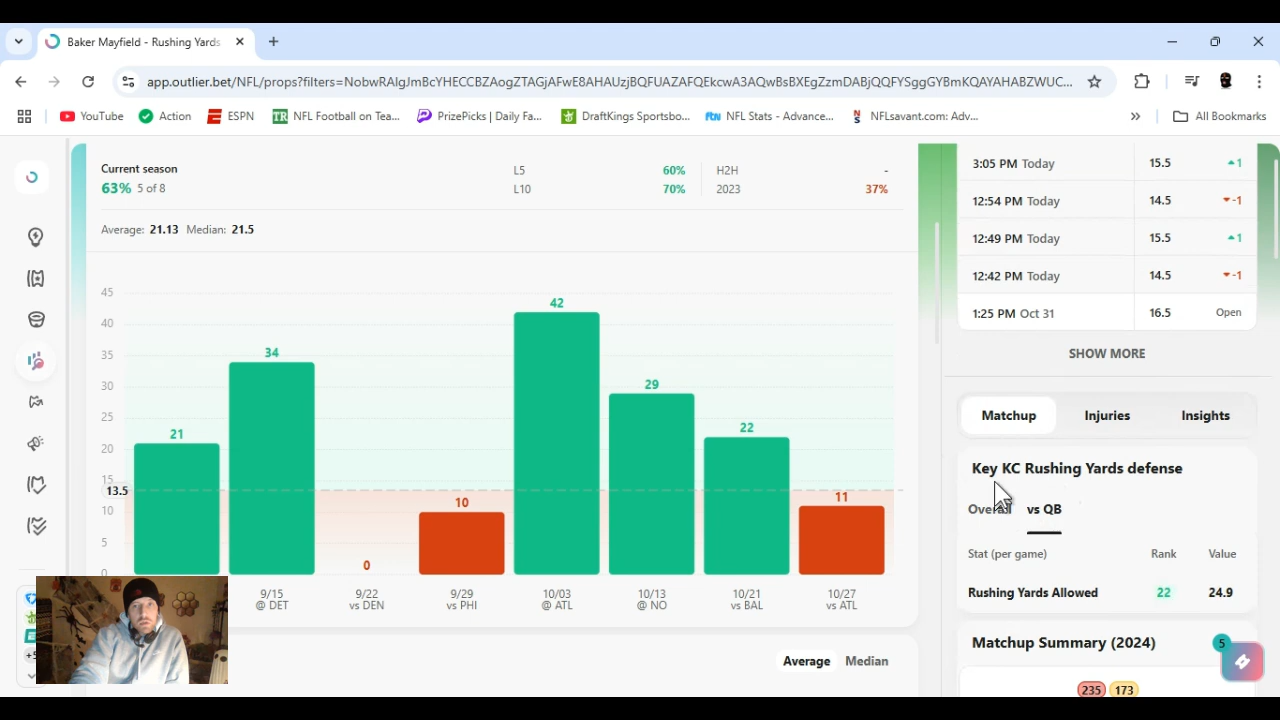 Baker Mayfield - Rushing Yards
app.outlier.bet/NFL/props?filters=NobwRAIgJmBcYHECCBZAogZTAGjAFwE8AHAUzjBQFUAZAFQEkcwA3AQwBsBXEgZzmDABjQQFYSggGYBmKQAYAHABZWUC...
YouTube
Action
ESPN
NFL Football on Tea...
PrizePicks | Daily Fa...
DraftKings Sportsbo...
NFL Stats - Advance...
NFLsavant.com: Adv...
»
All Bookmarks
Current season
63% 5 of 8
L5 60%
L10 70%
H2H -
2023 37%
Average: 21.13 Median: 21.5
45
40
35
30
25
20
15
13.5
10
5
0
21
34
0
10
42
29
22
11
9/15
@ DET
9/22
vs DEN
9/29
vs PHI
10/03
@ ATL
10/13
@ NO
10/21
vs BAL
10/27
vs ATL
Average Median
3:05 PM Today 15.5 1
12:54 PM Today 14.5 -1
12:49 PM Today 15.5 1
12:42 PM Today 14.5 -1
1:25 PM Oct 31 16.5 Open
SHOW MORE
Matchup Injuries Insights
Key KC Rushing Yards defense
Overall vs QB
Stat (per game) Rank Value
Rushing Yards Allowed 22 24.9
Matchup Summary (2024)
5
235 173